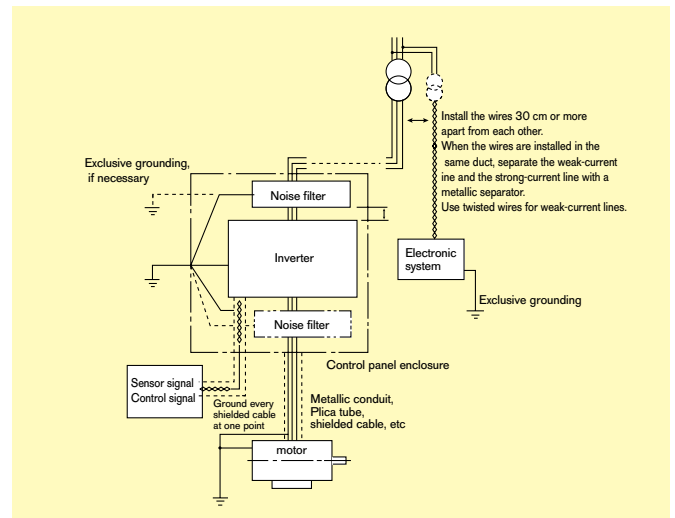 Install the wires 30 cm or more
apart from each other.
When the wires are installed in the
same duct, separate the weak-current
ine and the strong-current line with a
metallic separator.
Use twisted wires for weak-current lines.
Exclusive grounding,
if necessary
Noise filter
Inverter
Electronic
system
Exclusive grounding
Noise filter
Control panel enclosure
Sensor signal
Control signal
Ground every
shielded cable
at one point
Metallic conduit,
Plica tube,
shielded cable, etc
motor